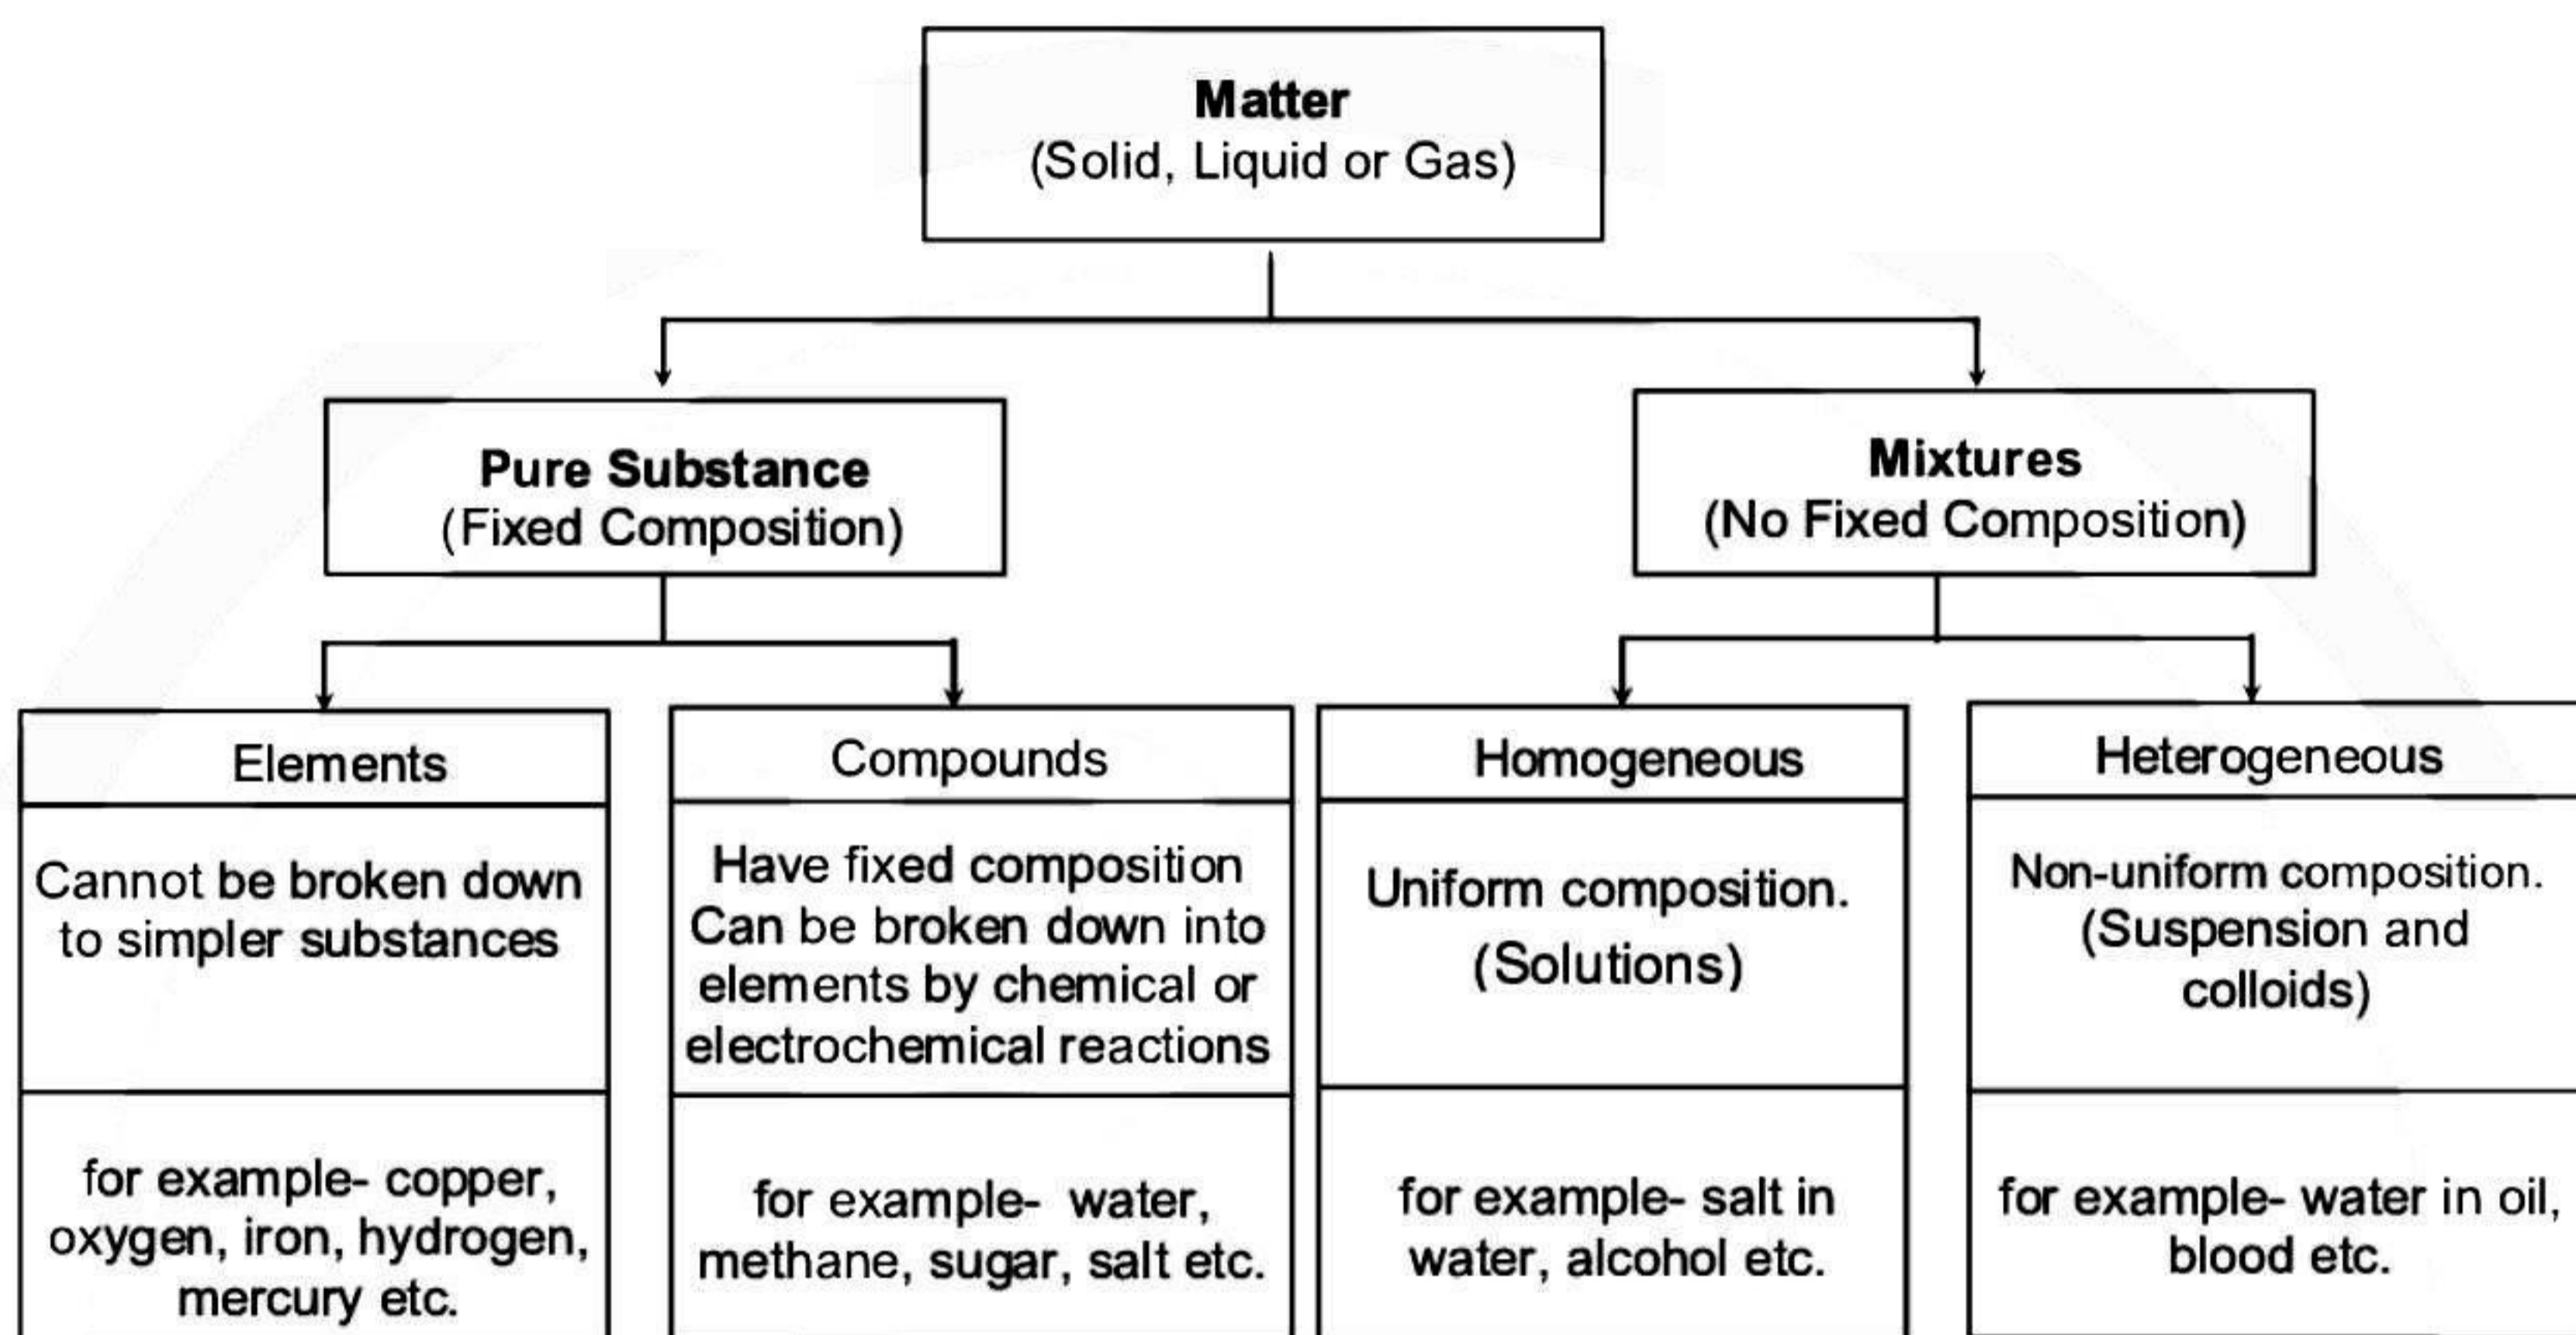 Matter
(Solid, Liquid or Gas)
Pure Substance
(Fixed Composition)
Mixtures
(No Fixed Composition)
Elements
Cannot be broken down
to simpler substances
for example- copper,
oxygen, iron, hydrogen,
mercury etc.
Compounds
Have fixed composition
Can be broken down into
elements by chemical or
electrochemical reactions
for example- water,
methane, sugar, salt etc.
Homogeneous
Uniform composition.
(Solutions)
for example- salt in
water, alcohol etc.
Heterogeneous
Non-uniform composition.
(Suspension and
colloids)
for example- water in oil,
blood etc.